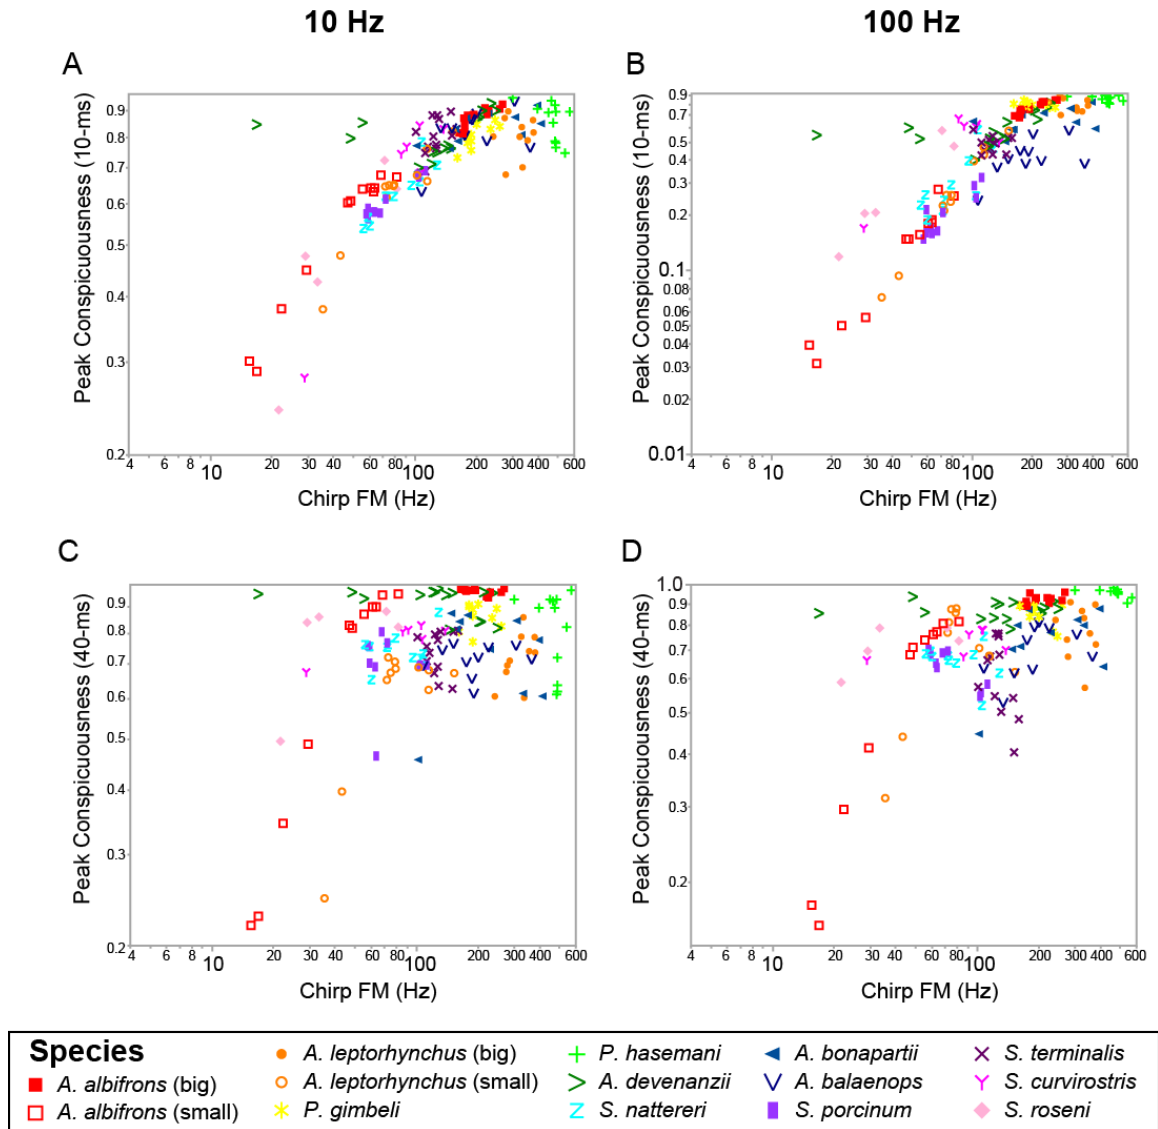 10 Hz
100 Hz
A
B
Peak Conspicuousness (10-ms)
0.9
0.8
0.7
0.6
0.5
0.4
0.3
0.2
4 6 8 10 20 30 40 60 80 100 200 300 400 600
Chirp FM (Hz)
Peak Conspicuousness (10-ms)
0.9
0.7
0.5
0.4
0.3
0.2
0.1
0.08
0.06
0.05
0.04
0.03
0.02
0.01
4 6 8 10 20 30 40 60 80 100 200 300 400 600
Chirp FM (Hz)
C
D
Peak Conspicuousness (40-ms)
0.9
0.8
0.7
0.6
0.5
0.4
0.3
0.2
4 6 8 10 20 30 40 60 80 100 200 300 400 600
Chirp FM (Hz)
Peak Conspicuousness (40-ms)
1.0
0.9
0.8
0.7
0.6
0.5
0.4
0.3
0.2
4 6 8 10 20 30 40 60 80 100 200 300 400 600
Chirp FM (Hz)
Species
A. albifrons (big)
A. albifrons (small)
A. leptorhynchus (big)
A. leptorhynchus (small)
P. gimbeli
P. hasemani
A. devenanzii
S. nattereri
A. bonapartii
A. balaenops
S. porcinum
S. terminalis
S. curvirostris
S. roseni